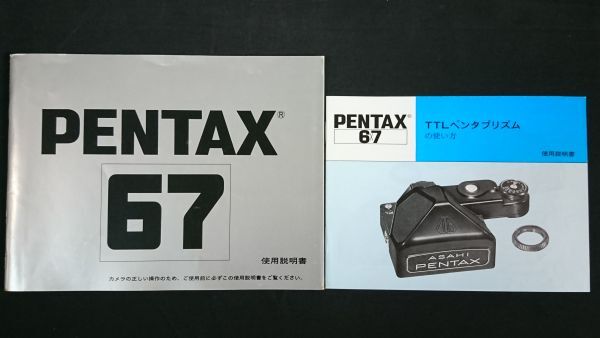 PENTAX®
67
使用説明書
カメラの正しい操作のため、ご使用前に必ずこの使用説明書をご覧ください。
PENTAX®
6x7
TTLペンタプリズム
の使い方
使用説明書
ASAHI
PENTAX